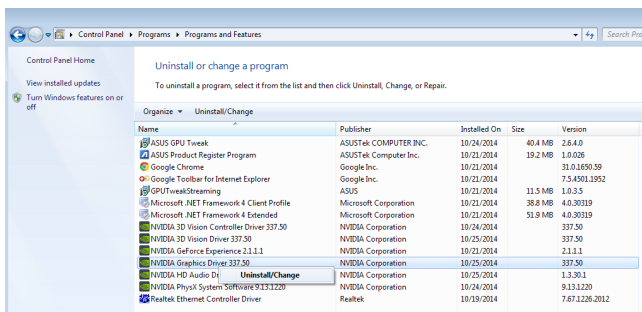 Control Panel ▸ Programs ▸ Programs and Features
Search Pro
Control Panel Home
View installed updates
Turn Windows features on or
off
Uninstall or change a program
To uninstall a program, select it from the list and then click Uninstall, Change, or Repair.
Organize Uninstall/Change
Name Publisher Installed On Size Version
ASUS GPU Tweak ASUSTek COMPUTER INC. 10/24/2014 40.4 MB 2.6.4.0
ASUS Product Register Program ASUSTek Computer Inc. 10/21/2014 19.2 MB 1.0.026
Google Chrome Google Inc. 10/21/2014 31.0.1650.59
Google Toolbar for Internet Explorer Google Inc. 10/21/2014 7.5.4501.1952
GPUTweakStreaming ASUS 10/21/2014 11.5 MB 1.0.3.5
Microsoft .NET Framework 4 Client Profile Microsoft Corporation 10/21/2014 38.8 MB 4.0.30319
Microsoft .NET Framework 4 Extended Microsoft Corporation 10/21/2014 51.9 MB 4.0.30319
NVIDIA 3D Vision Controller Driver 337.50 NVIDIA Corporation 10/24/2014 337.50
NVIDIA 3D Vision Driver 337.50 NVIDIA Corporation 10/25/2014 337.50
NVIDIA GeForce Experience 2.1.1.1 NVIDIA Corporation 10/21/2014 2.1.1.1
NVIDIA Graphics Driver 337.50 NVIDIA Corporation 10/25/2014 337.50
NVIDIA HD Audio Dr Uninstall/Change NVIDIA Corporation 10/25/2014 1.3.30.1
NVIDIA PhysX System Software 9.13.1220 NVIDIA Corporation 10/24/2014 9.13.1220
Realtek Ethernet Controller Driver Realtek 10/19/2014 7.67.1226.2012